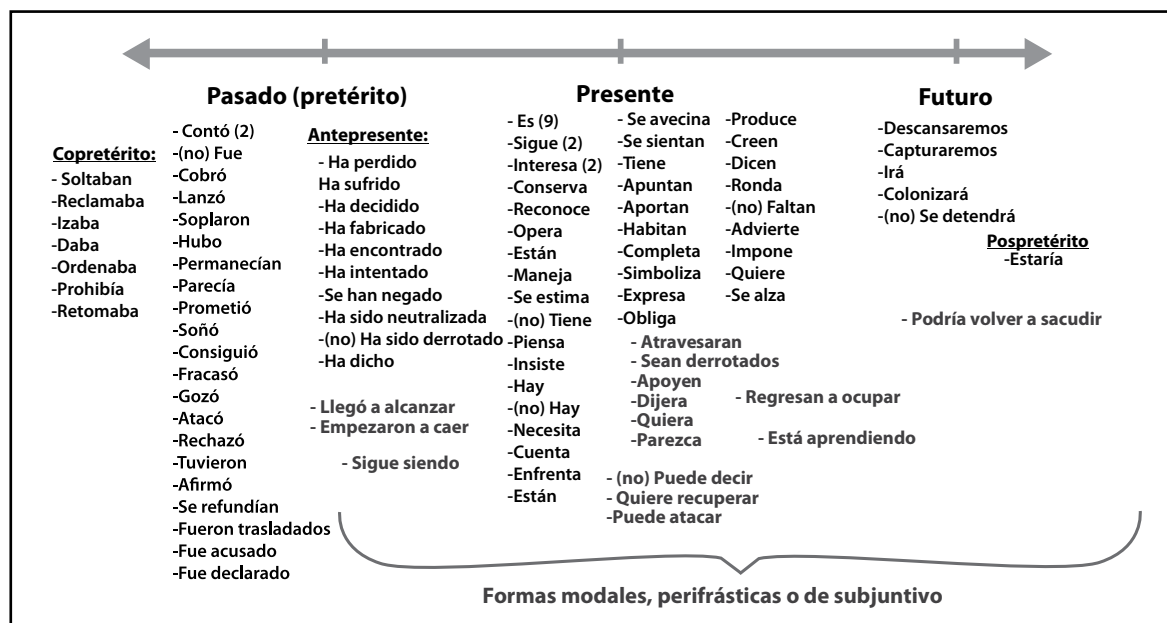 Pasado (pretérito)
Presente
Futuro
Copretérito:
- Soltaban
-Reclamaba
-Izaba
-Daba
-Ordenaba
-Prohibía
-Retomaba
- Contó (2)
-(no) Fue
-Cobró
-Lanzó
-Soplaron
-Hubo
-Permanecían
-Parecía
-Prometió
-Soñó
-Consiguió
-Fracasó
-Gozó
-Atacó
-Rechazó
-Tuvieron
-Afirmó
-Se refundían
-Fueron trasladados
-Fue acusado
-Fue declarado
Antepresente:
- Ha perdido
Ha sufrido
-Ha decidido
-Ha fabricado
-Ha encontrado
-Ha intentado
-Se han negado
-Ha sido neutralizada
-(no) Ha sido derrotado
-Ha dicho
- Llegó a alcanzar
- Empezaron a caer
- Sigue siendo
- Es (9)
-Sigue (2)
-Interesa (2)
-Conserva
-Reconoce
-Opera
-Están
-Maneja
-Se estima
-(no) Tiene
-Piensa
-Insiste
-Hay
-(no) Hay
-Necesita
-Cuenta
-Enfrenta
-Están
- Se avecina
-Se sientan
-Tiene
-Apuntan
-Aportan
-Habitan
-Completa
-Simboliza
-Expresa
-Obliga
- Atravesaran
- Sean derrotados
-Apoyen
-Dijera
-Quiera
-Parezca
- (no) Puede decir
- Quiere recuperar
-Puede atacar
-Produce
-Creen
-Dicen
-Ronda
-(no) Faltan
-Advierte
-Impone
-Quiere
-Se alza
- Regresan a ocupar
- Está aprendiendo
-Descansaremos
-Capturaremos
-Irá
-Colonizará
-(no) Se detendrá
Pospretérito
-Estaría
- Podría volver a sacudir
Formas modales, perifrásticas o de subjuntivo